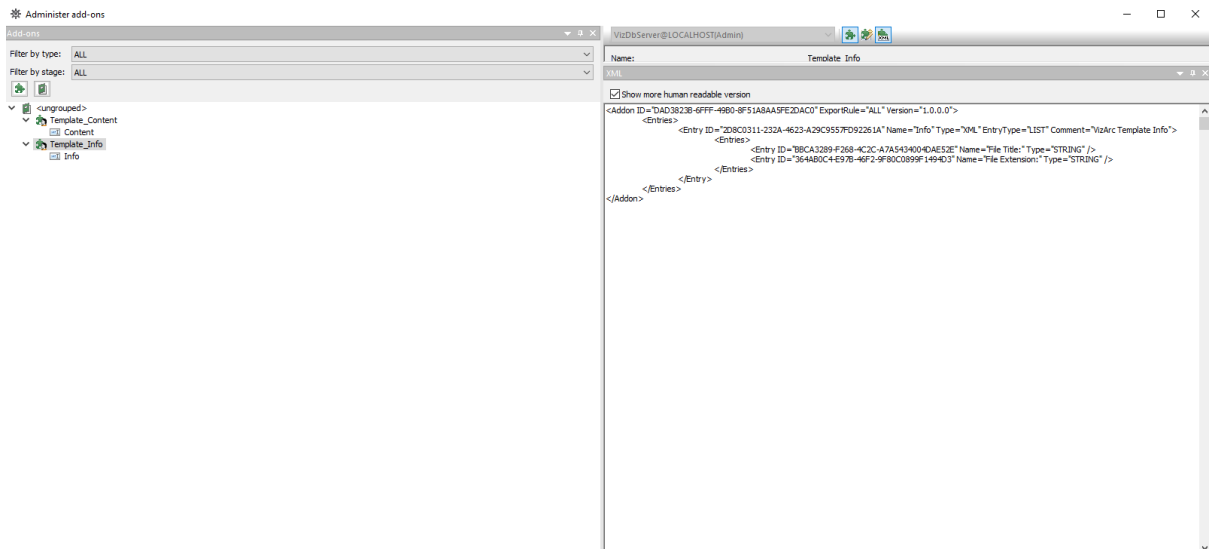 Administer add-ons
Add-ons
Filter by type: ALL
Filter by stage: ALL
<ungrouped>
Template_Content
Content
Template_Info
Info
VizDbServer@LOCALHOST(Admin)
XML
Name: Template Info
XML
Show more human readable version
<Addon ID="DAD3823B-6FFF-49B0-8F51A8AA5FE2DAC0" ExportRule="ALL" Version="1.0.0.0">
<Entries>
<Entry ID="2D8C0311-232A-4623-A29C9557FD92261A" Name="Info" Type="XML" EntryType="LIST" Comment="VizArc Template Info">
<Entries>
<Entry ID="BBCA3289-F268-4C2C-A7A5434004DAE52E" Name="File Title:" Type="STRING" />
<Entry ID="364AB0C4-E97B-46F2-9F80C0899F1494D3" Name="File Extension:" Type="STRING" />
</Entries>
</Entry>
</Entries>
</Addon>